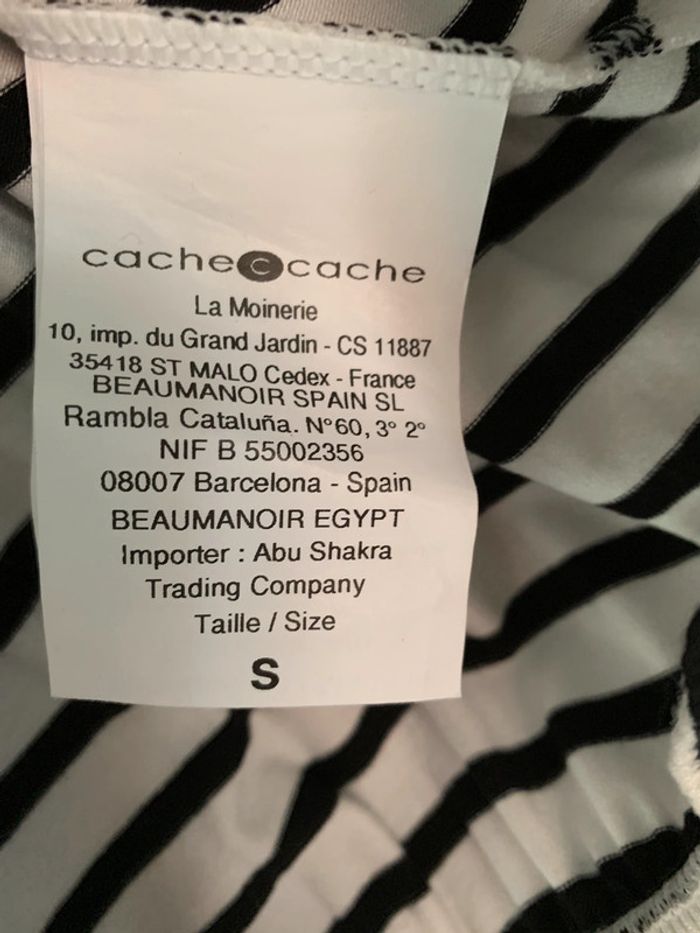 cache c cache
La Moinerie
10, imp. du Grand Jardin - CS 11887
35418 ST MALO Cedex - France
BEAUMANOIR SPAIN SL
Rambla Cataluña. N°60, 3° 2°
NIF B 55002356
08007 Barcelona - Spain
BEAUMANOIR EGYPT
Importer : Abu Shakra
Trading Company
Taille / Size
S